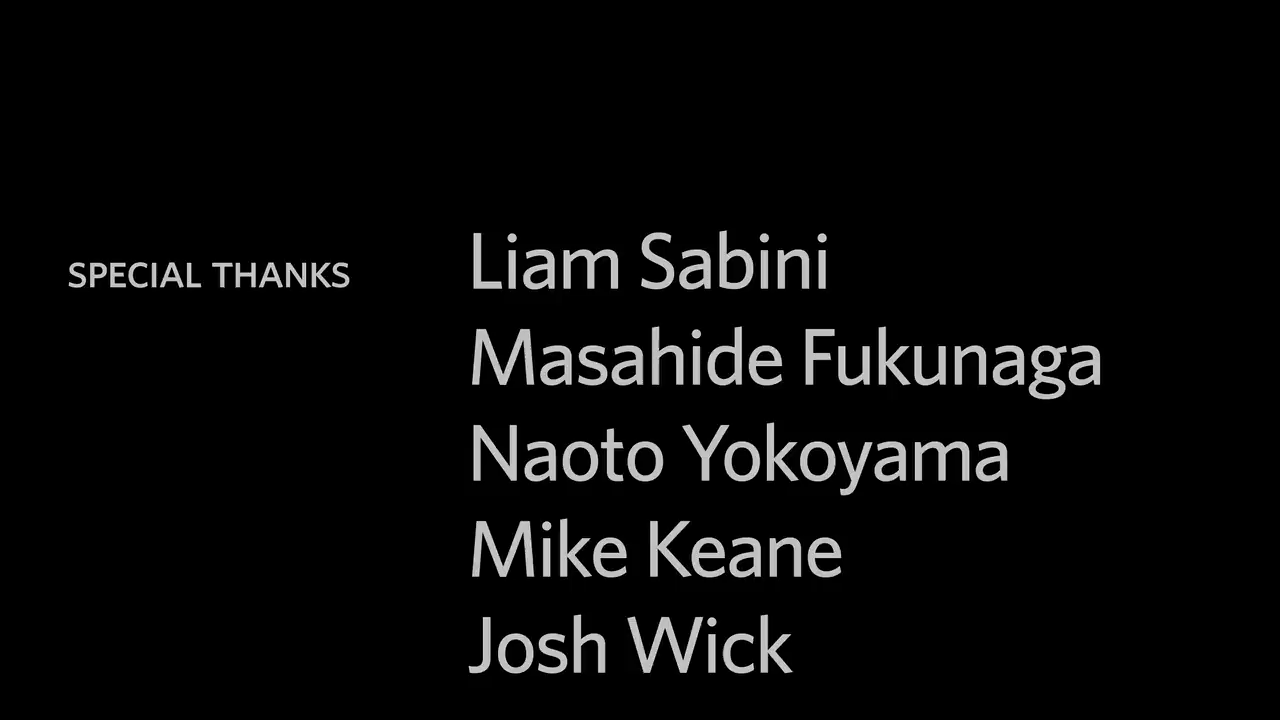 SPECIAL THANKS
Liam Sabini
Masahide Fukunaga
Naoto Yokoyama
Mike Keane
Josh Wick